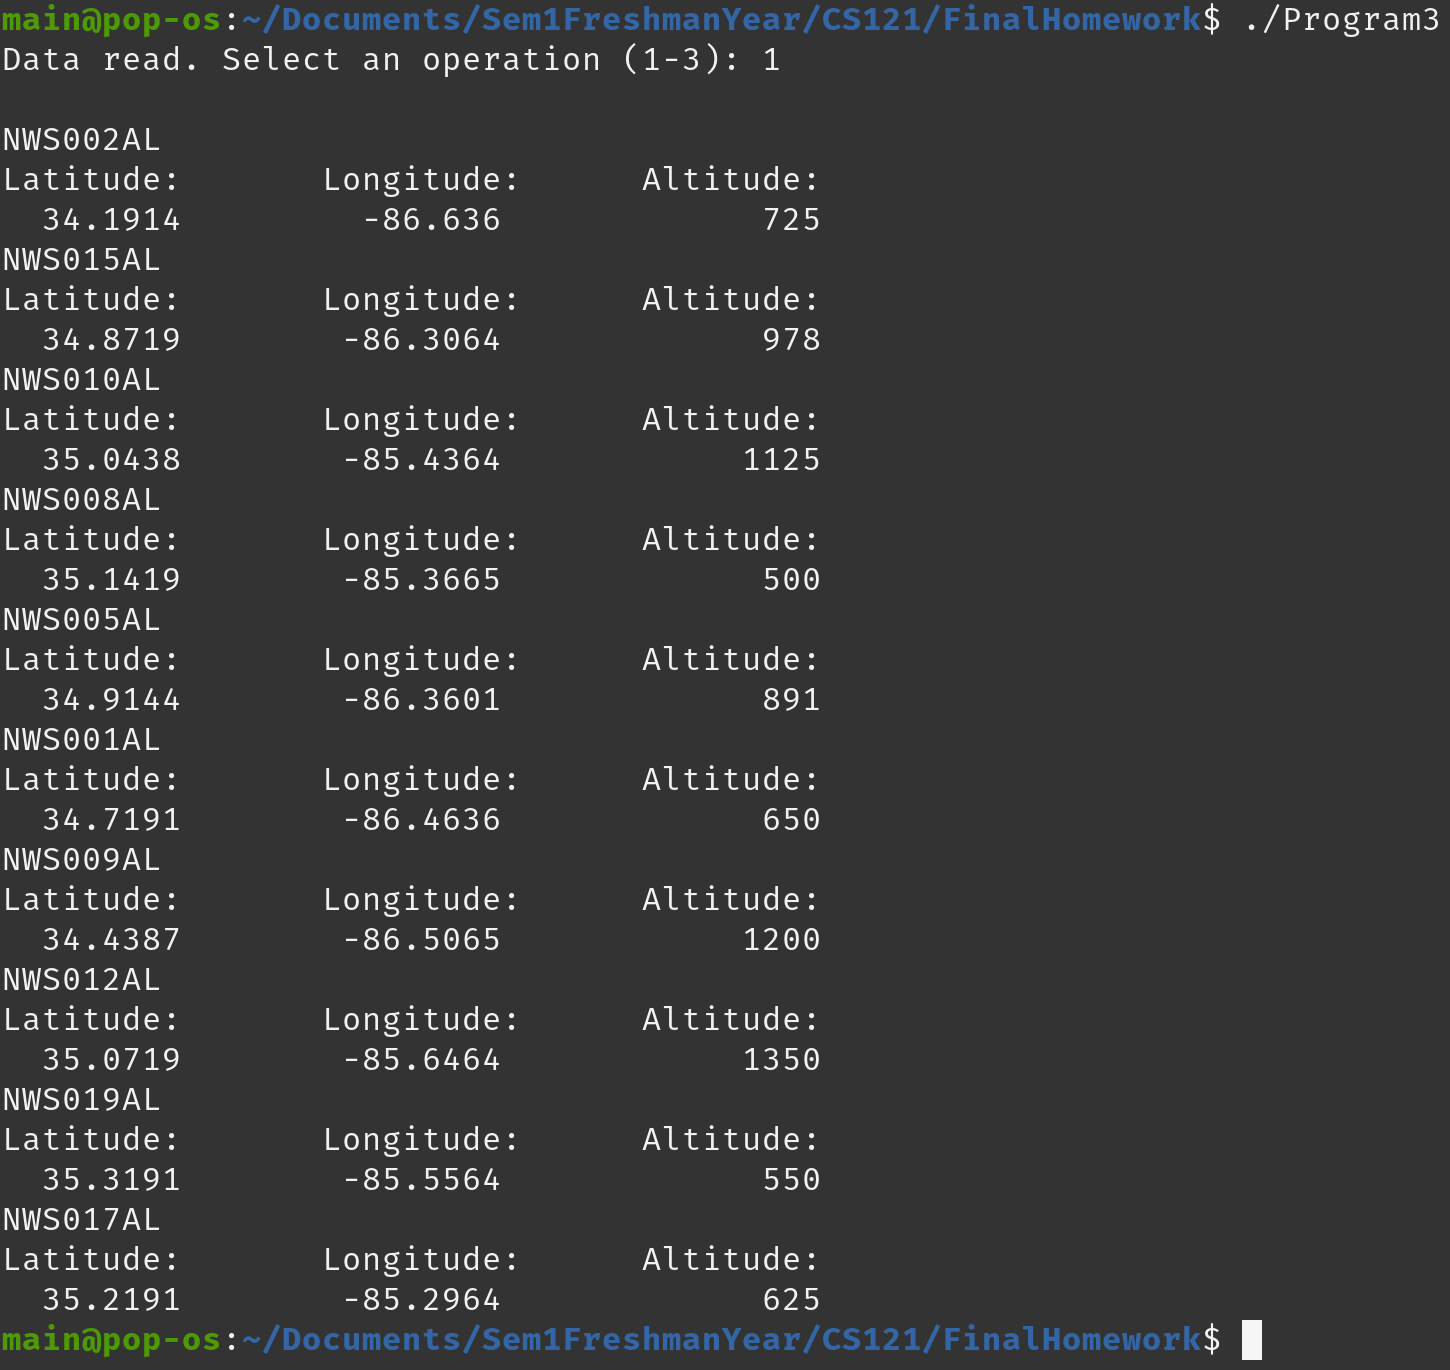 main@pop-os:~/Documents/Sem1FreshmanYear/CS121/FinalHomework$ ./Program3
Data read. Select an operation (1-3): 1

NWS002AL
Latitude:       Longitude:      Altitude:
  34.1914         -86.636             725
NWS015AL
Latitude:       Longitude:      Altitude:
  34.8719        -86.3064             978
NWS010AL
Latitude:       Longitude:      Altitude:
  35.0438        -85.4364            1125
NWS008AL
Latitude:       Longitude:      Altitude:
  35.1419        -85.3665             500
NWS005AL
Latitude:       Longitude:      Altitude:
  34.9144        -86.3601             891
NWS001AL
Latitude:       Longitude:      Altitude:
  34.7191        -86.4636             650
NWS009AL
Latitude:       Longitude:      Altitude:
  34.4387        -86.5065            1200
NWS012AL
Latitude:       Longitude:      Altitude:
  35.0719        -85.6464            1350
NWS019AL
Latitude:       Longitude:      Altitude:
  35.3191        -85.5564             550
NWS017AL
Latitude:       Longitude:      Altitude:
  35.2191        -85.2964             625
main@pop-os:~/Documents/Sem1FreshmanYear/CS121/FinalHomework$